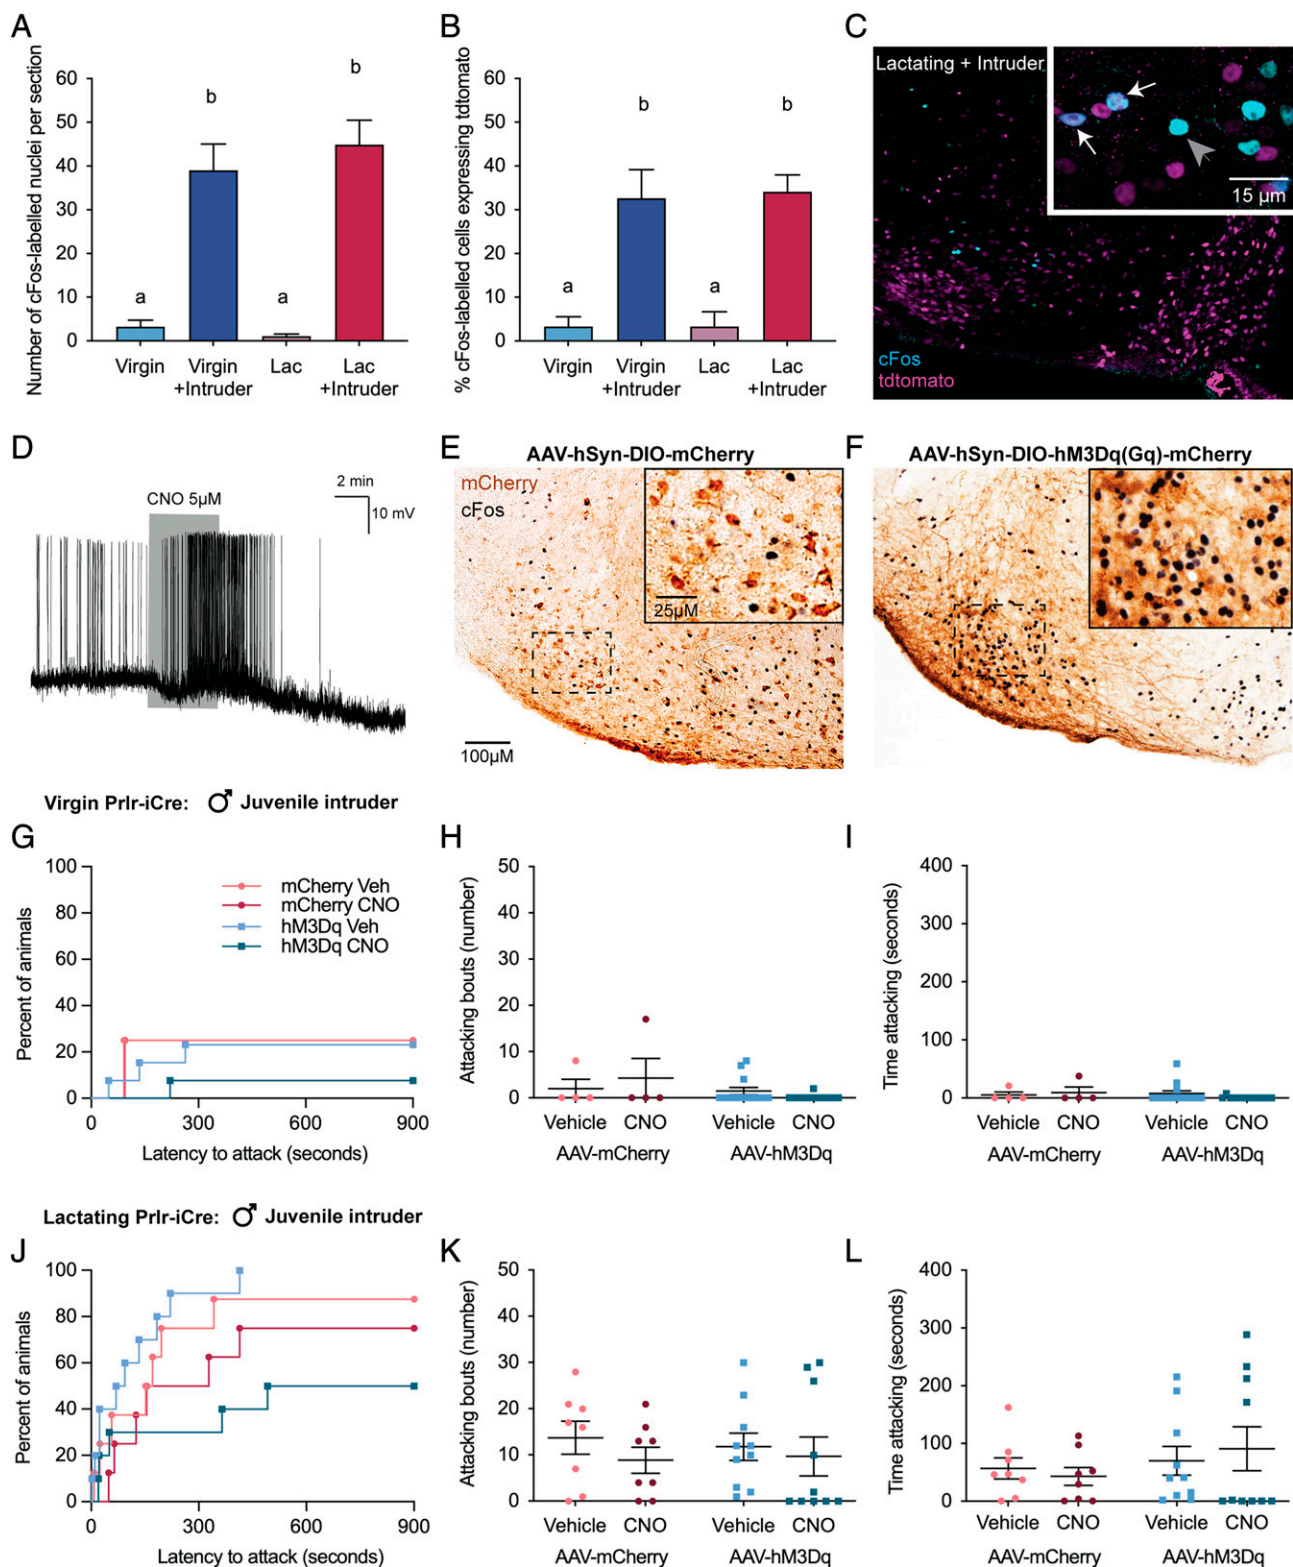 A
Number of cFos-labelled nuclei per section
60
50
40
30
20
10
0
a
b
a
b
Virgin
Virgin
+Intruder
Lac
Lac
+Intruder
B
% cFos-labelled cells expressing tdtomato
60
50
40
30
20
10
0
a
b
a
b
Virgin
Virgin
+Intruder
Lac
Lac
+Intruder
C
Lactating + Intruder
15 µm
cFos
tdtomato
D
CNO 5µM
2 min
10 mV
E
AAV-hSyn-DIO-mCherry
mCherry
cFos
25µM
100µM
F
AAV-hSyn-DIO-hM3Dq(Gq)-mCherry
Virgin Prlr-iCre: ♂ Juvenile intruder
G
Percent of animals
100
80
60
40
20
0
mCherry Veh
mCherry CNO
hM3Dq Veh
hM3Dq CNO
0 300 600 900
Latency to attack (seconds)
H
Attacking bouts (number)
50
40
30
20
10
0
Vehicle CNO Vehicle CNO
AAV-mCherry AAV-hM3Dq
I
Time attacking (seconds)
400
300
200
100
0
Vehicle CNO Vehicle CNO
AAV-mCherry AAV-hM3Dq
Lactating Prlr-iCre: ♂ Juvenile intruder
J
Percent of animals
100
80
60
40
20
0
0 300 600 900
Latency to attack (seconds)
K
Attacking bouts (number)
50
40
30
20
10
0
Vehicle CNO Vehicle CNO
AAV-mCherry AAV-hM3Dq
L
Time attacking (seconds)
400
300
200
100
0
Vehicle CNO Vehicle CNO
AAV-mCherry AAV-hM3Dq